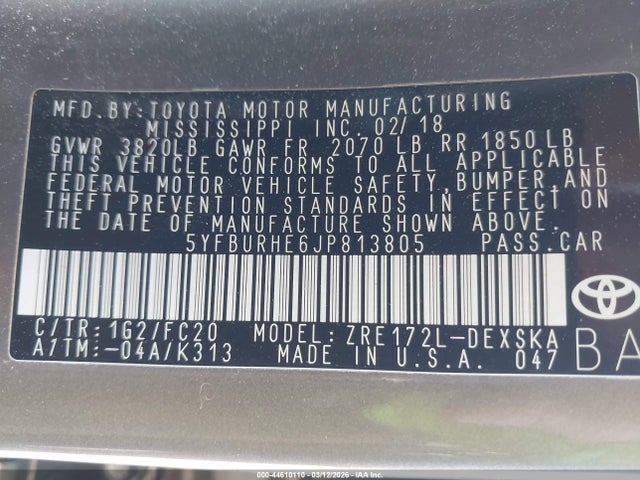 MFD.BY:TOYOTA MOTOR MANUFACTURING
MISSISSIPPI INC. 02/18
GVWR 3820LB GAWR FR 2070 LB RR 1850LB
THIS VEHICLE CONFORMS TO ALL APPLICABLE
FEDERAL MOTOR VEHICLE SAFETY,BUMPER,AND
THEFT PREVENTION STANDARDS IN EFFECT ON
THE DATE OF MANUFACTURE SHOWN ABOVE.
5YFBURHE6JP813805 PASS.CAR
C/TR:1G2/FC20 MODEL:ZRE172L-DEXSKA
A/TM:-04A/K313 MADE IN U.S.A. 047
BA
000-44610110 - 03/12/2026 - IAA Inc.